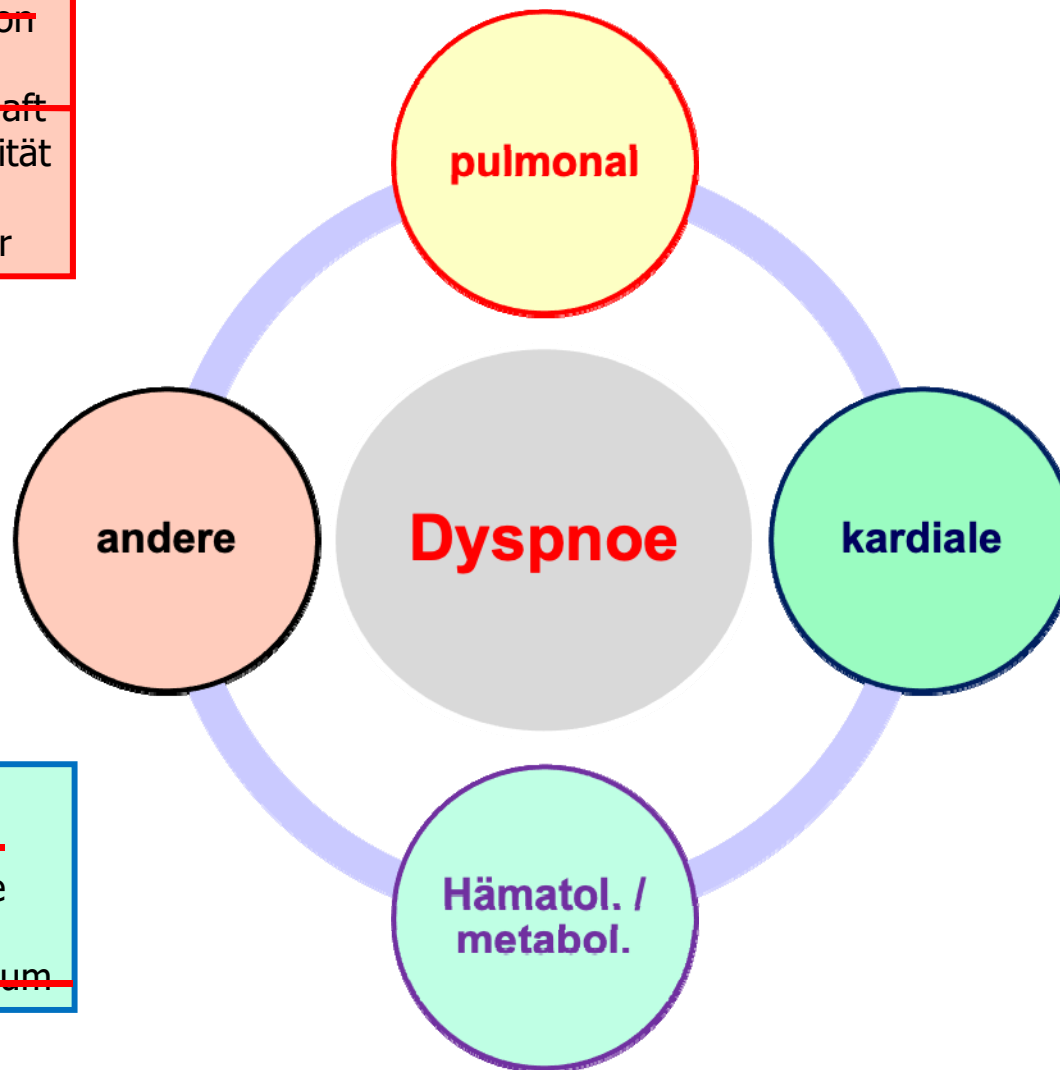 pulmonal
andere
Dyspnoe
kardiale
Hämatol. /
metabol.